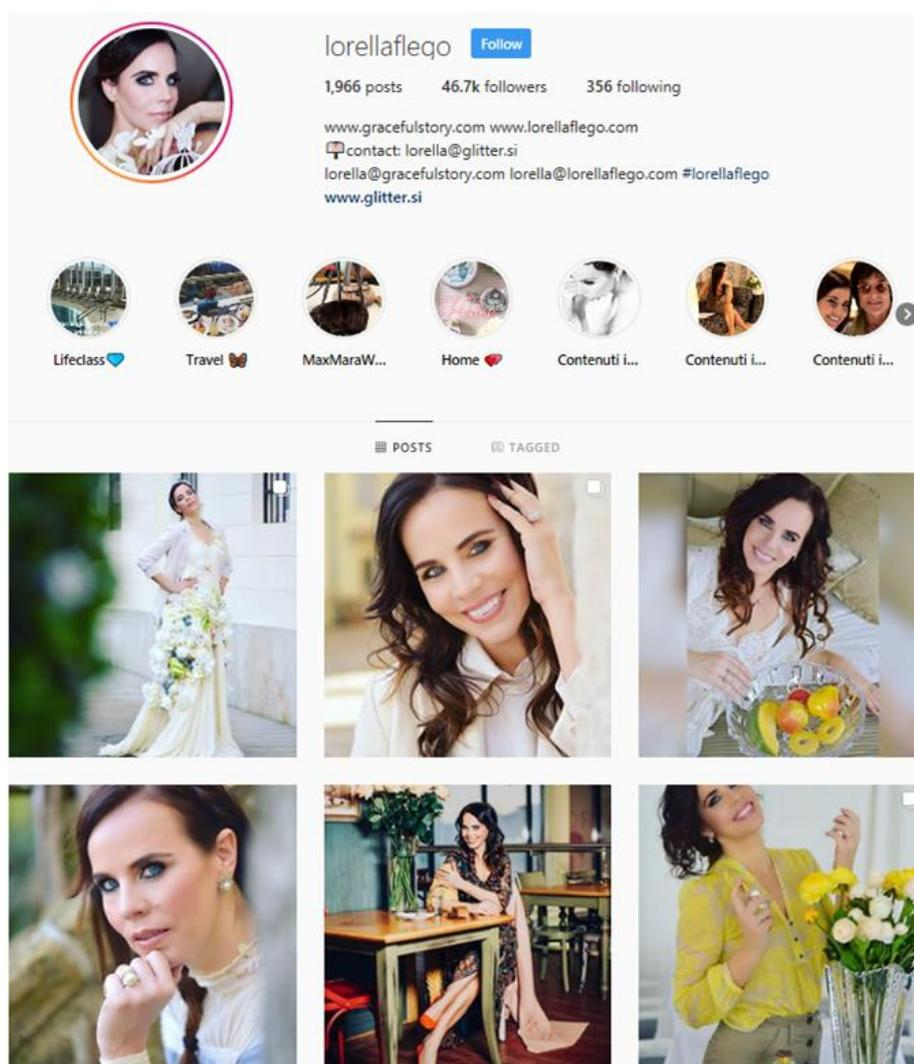 lorellaflego Follow
1,966 posts 46.7k followers 356 following
www.gracefulstory.com www.lorellaflego.com
contact: lorella@glitter.si
lorella@gracefulstory.com lorella@lorellaflego.com #lorellaflego
www.glitter.si
Lifeclass Travel MaxMaraW... Home Contenuti i... Contenuti i... Contenuti i...
POSTS TAGGED